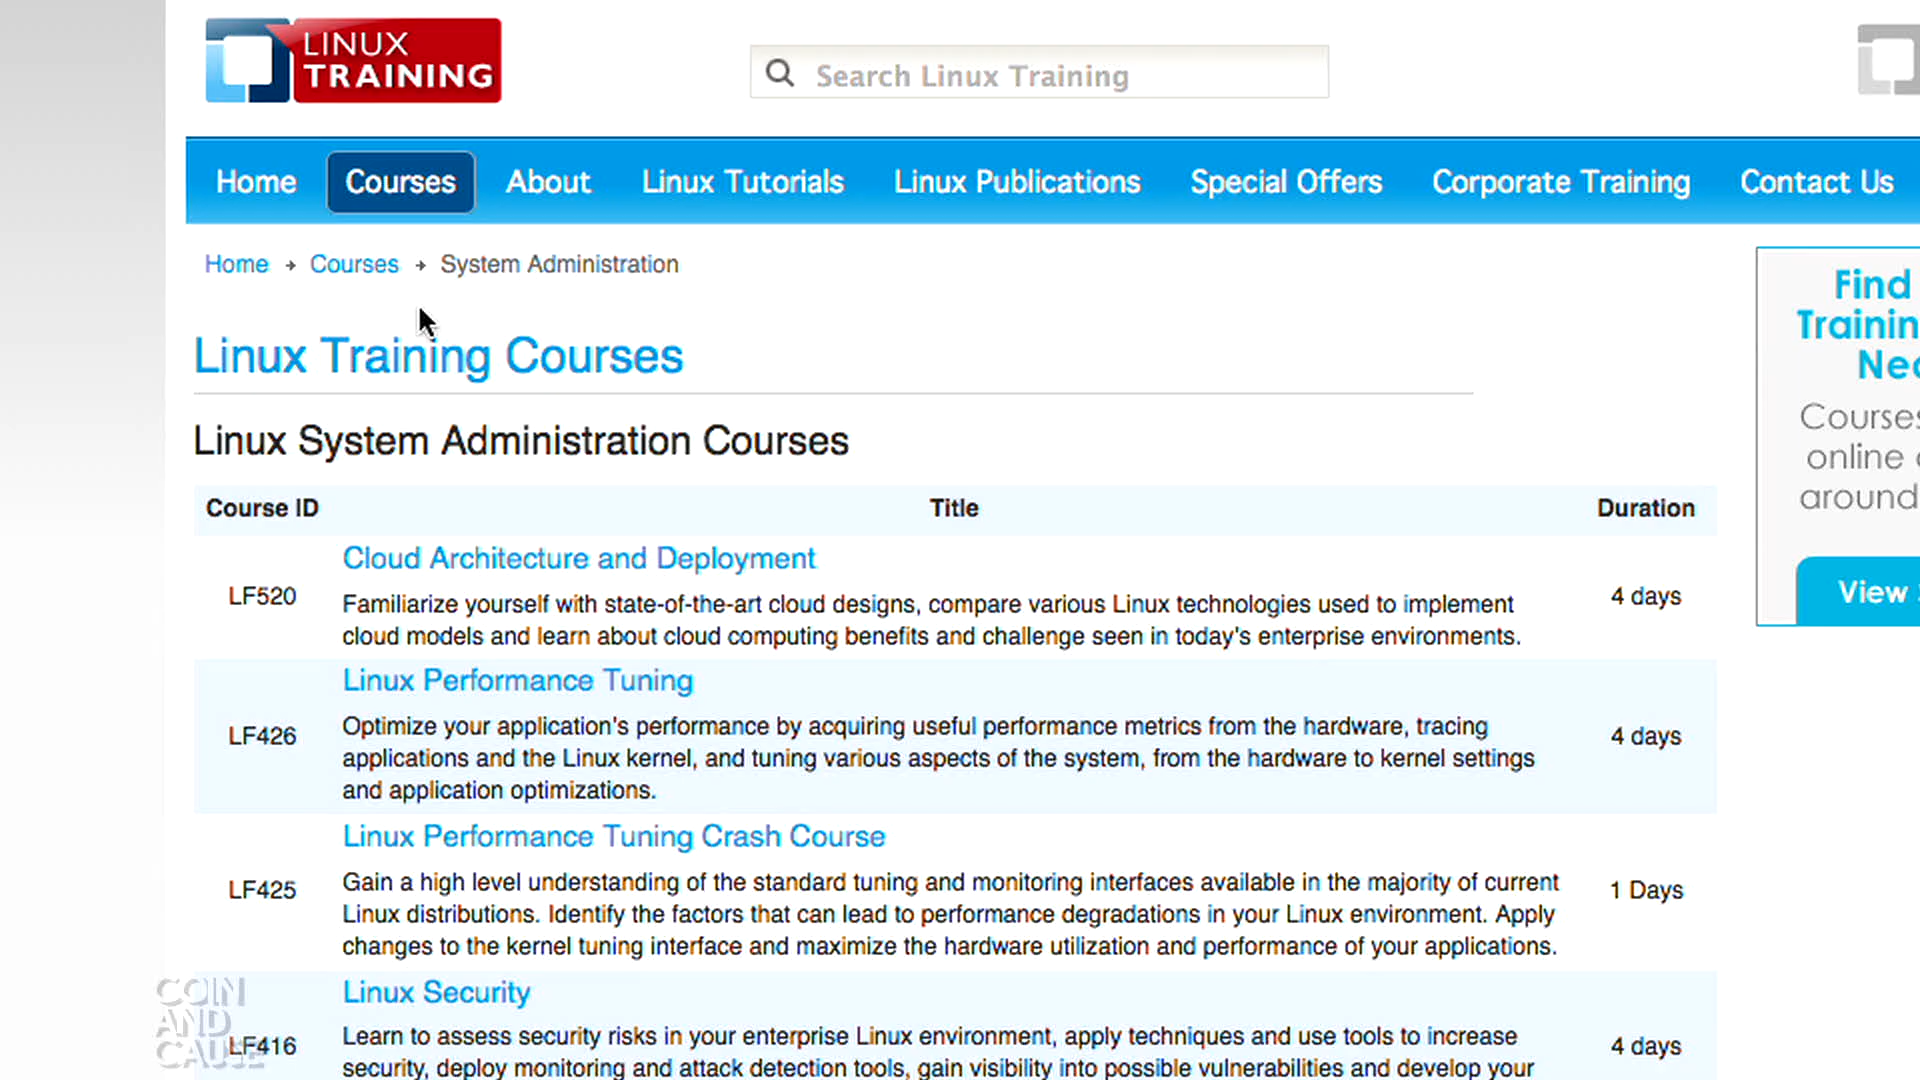 LINUX
TRAINING
Search Linux Training
Home Courses About Linux Tutorials Linux Publications Special Offers Corporate Training Contact Us
Home → Courses → System Administration
Find
Trainin
Nee
Courses
online
around
View
Linux Training Courses
Linux System Administration Courses
Course ID Title Duration
Cloud Architecture and Deployment
LF520 4 days
Familiarize yourself with state-of-the-art cloud designs, compare various Linux technologies used to implement
cloud models and learn about cloud computing benefits and challenge seen in today's enterprise environments.
Linux Performance Tuning
LF426 4 days
Optimize your application's performance by acquiring useful performance metrics from the hardware, tracing
applications and the Linux kernel, and tuning various aspects of the system, from the hardware to kernel settings
and application optimizations.
Linux Performance Tuning Crash Course
LF425 1 Days
Gain a high level understanding of the standard tuning and monitoring interfaces available in the majority of current
Linux distributions. Identify the factors that can lead to performance degradations in your Linux environment. Apply
changes to the kernel tuning interface and maximize the hardware utilization and performance of your applications.
Linux Security
LF416 4 days
Learn to assess security risks in your enterprise Linux environment, apply techniques and use tools to increase
security, deploy monitoring and attack detection tools, gain visibility into possible vulnerabilities and develop your
COIN
AND
CAUSE